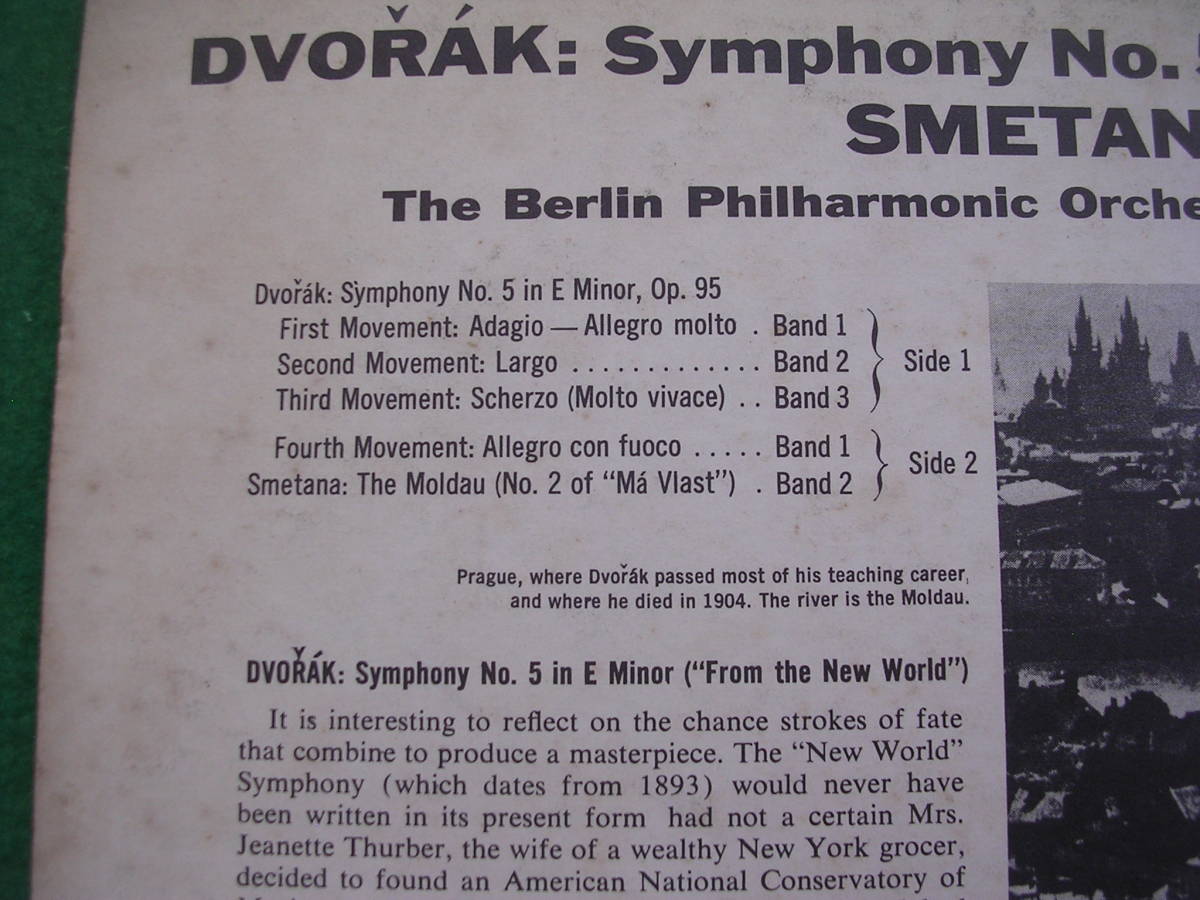 DVOŘÁK: Symphony No. 5
SMETAN
The Berlin Philharmonic Orche
Dvořák: Symphony No. 5 in E Minor, Op. 95
First Movement: Adagio — Allegro molto . Band 1
Second Movement: Largo . . . . . . . . . . . . . Band 2
Third Movement: Scherzo (Molto vivace) . . Band 3
Side 1
Fourth Movement: Allegro con fuoco . . . . . Band 1
Smetana: The Moldau (No. 2 of “Má Vlast”) . Band 2
Side 2
Prague, where Dvořák passed most of his teaching career,
and where he died in 1904. The river is the Moldau.
DVOŘÁK: Symphony No. 5 in E Minor (“From the New World”)
It is interesting to reflect on the chance strokes of fate
that combine to produce a masterpiece. The “New World”
Symphony (which dates from 1893) would never have
been written in its present form had not a certain Mrs.
Jeanette Thurber, the wife of a wealthy New York grocer,
decided to found an American National Conservatory of